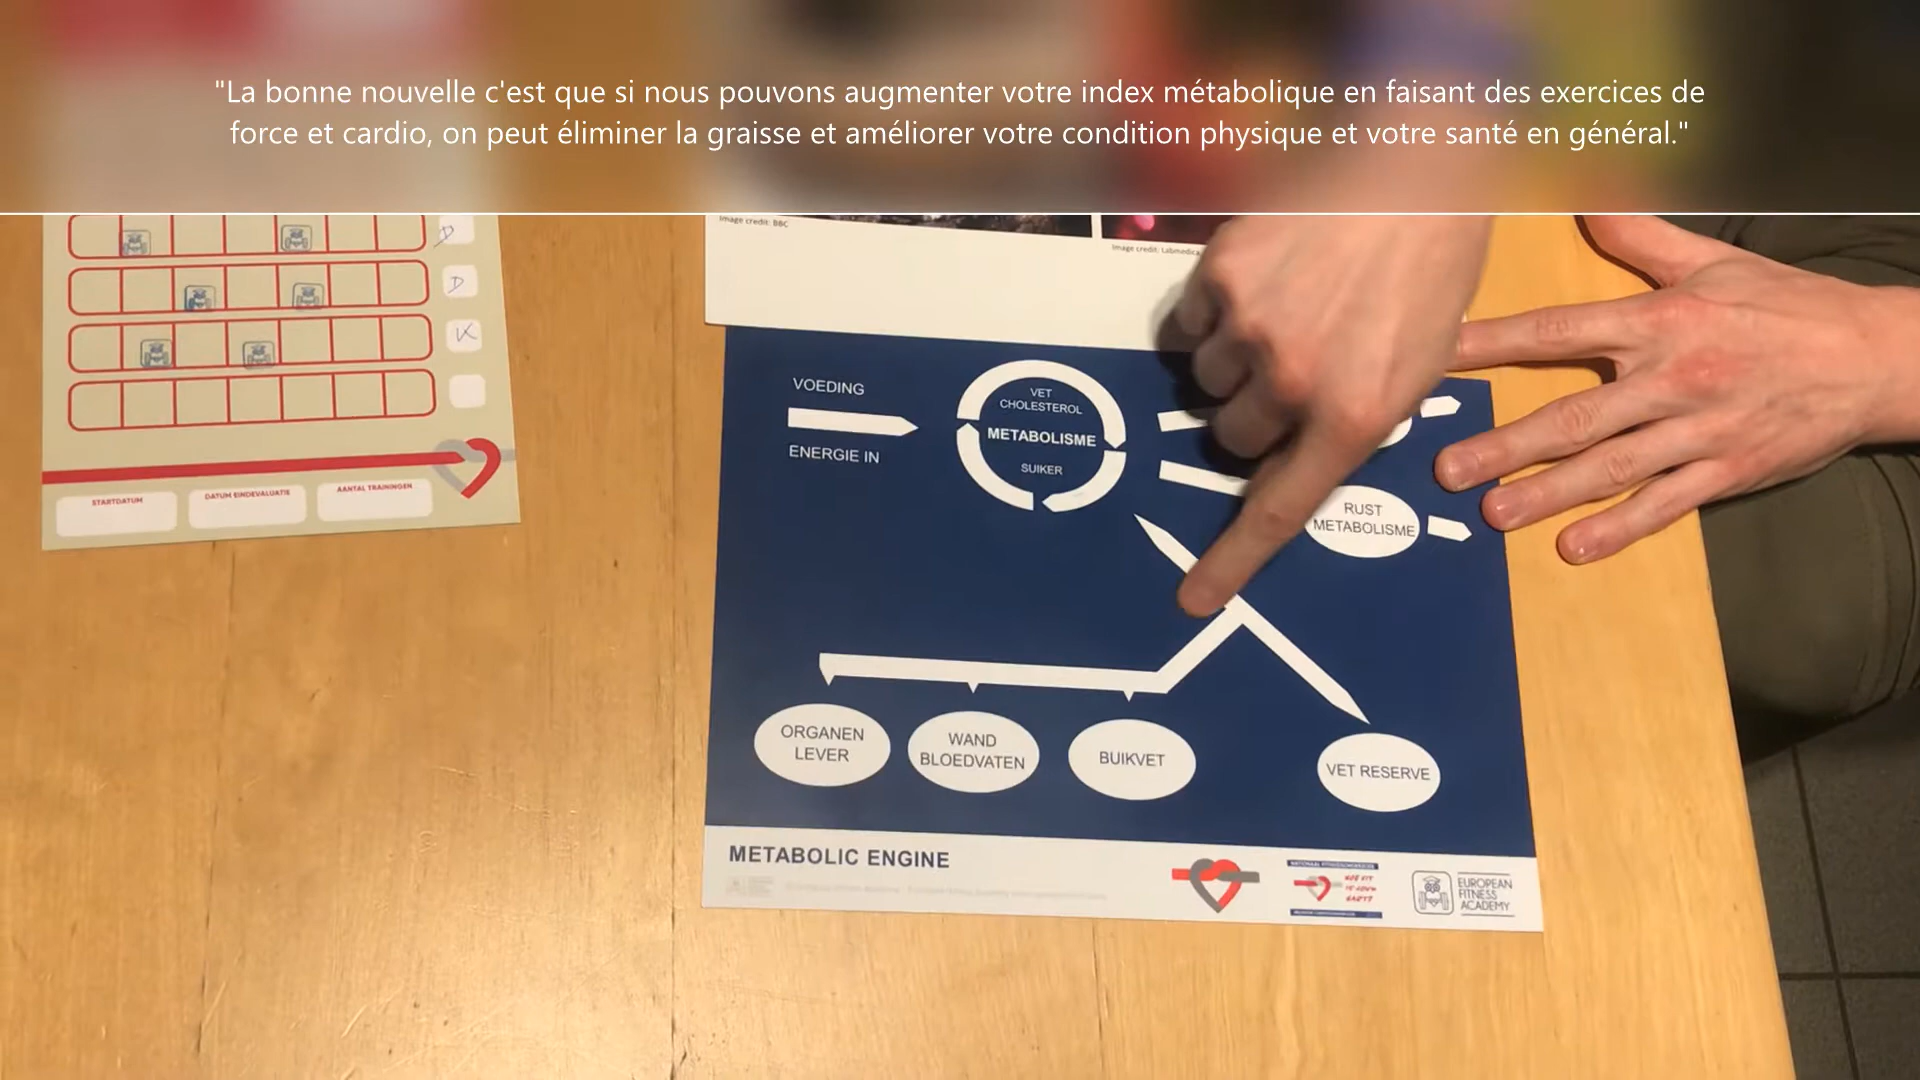 "La bonne nouvelle c'est que si nous pouvons augmenter votre index métabolique en faisant des exercices de
force et cardio, on peut éliminer la graisse et améliorer votre condition physique et votre santé en général."
Image credit: BBC
Image credit: Labmedica
D
D
K
STARTDATUM
DATUM EINDEVALUATIE
AANTAL TRAININGEN
VOEDING
ENERGIE IN
VET
CHOLESTEROL
METABOLISME
SUIKER
RUST
METABOLISME
ORGANEN
LEVER
WAND
BLOEDVATEN
BUIKVET
VET RESERVE
METABOLIC ENGINE
EUROPEAN
FITNESS
ACADEMY